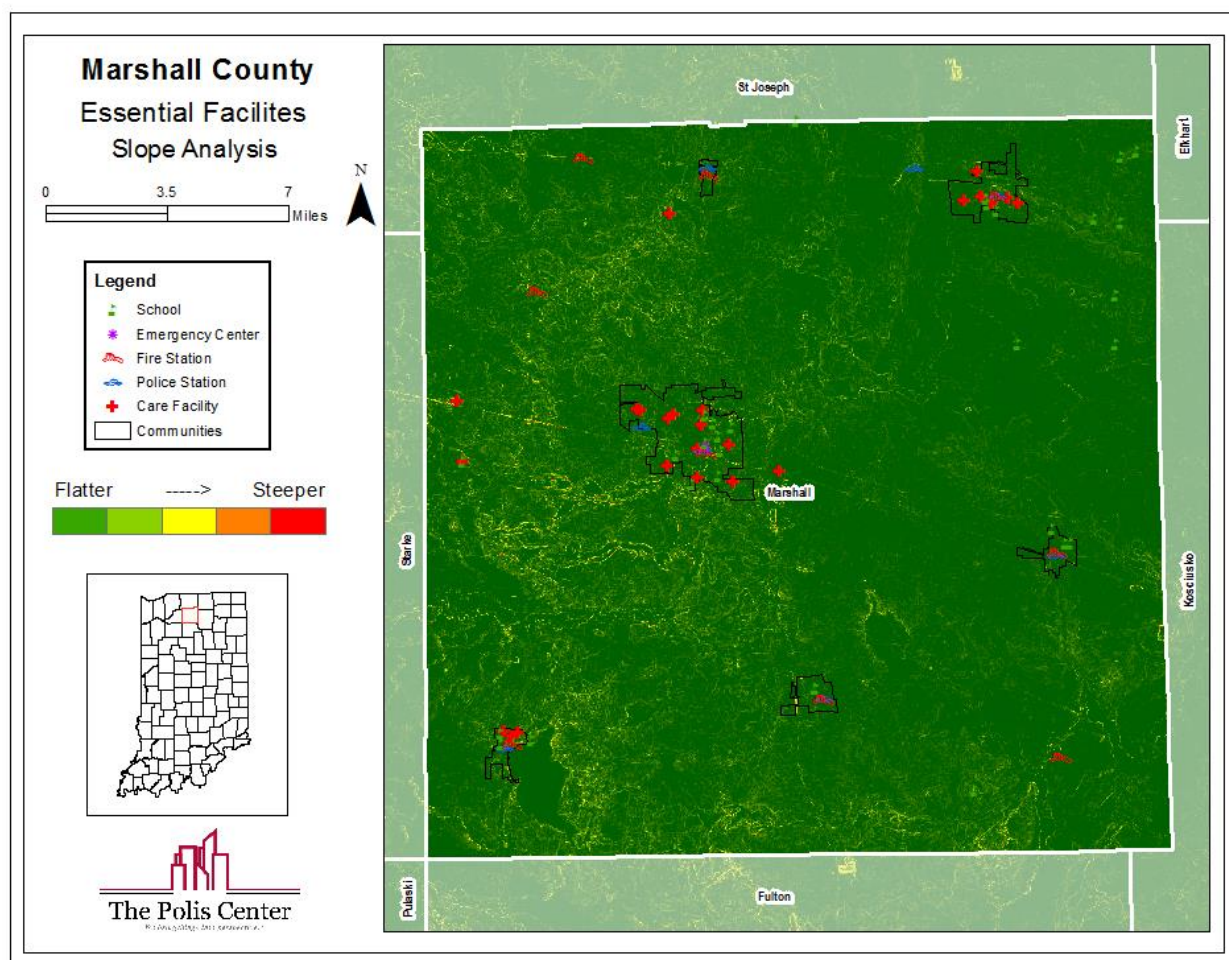 Marshall County
Essential Facilites
Slope Analysis
0 3.5 7
Miles
N
Legend
School
Emergency Center
Fire Station
Police Station
Care Facility
Communities
Flatter -----> Steeper
The Polis Center
St Joseph
Elkhart
Marshall
Starke
Kosciusko
Pulaski
Fulton